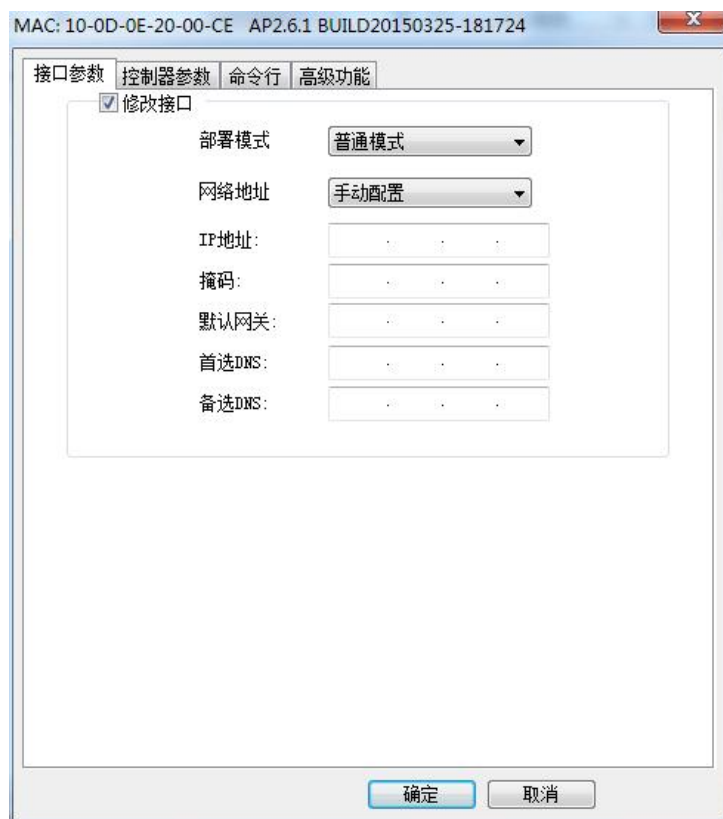 MAC: 10-0D-0E-20-00-CE AP2.6.1 BUILD20150325-181724
接口参数 控制器参数 命令行 高级功能
修改接口
部署模式 普通模式
网络地址 手动配置
IP地址:
掩码:
默认网关:
首选DNS:
备选DNS:
确定 取消